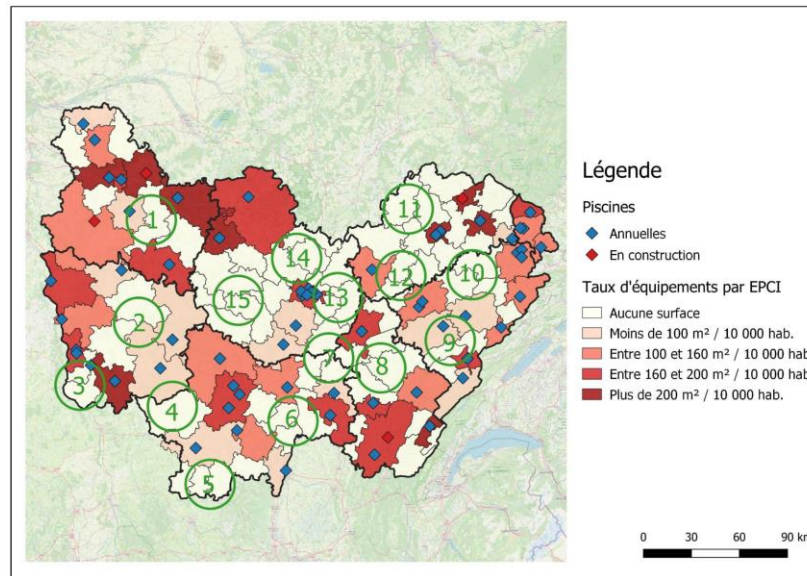 Légende
Piscines
Annuelles
En construction
Taux d'équipements par EPCI
Aucune surface
Moins de 100 m² / 10 000 hab.
Entre 100 et 160 m² / 10 000 hab.
Entre 160 et 200 m² / 10 000 hab.
Plus de 200 m² / 10 000 hab.
11
1
14
12
10
15
13
2
9
7
8
3
4
6
5
0 30 60 90 km